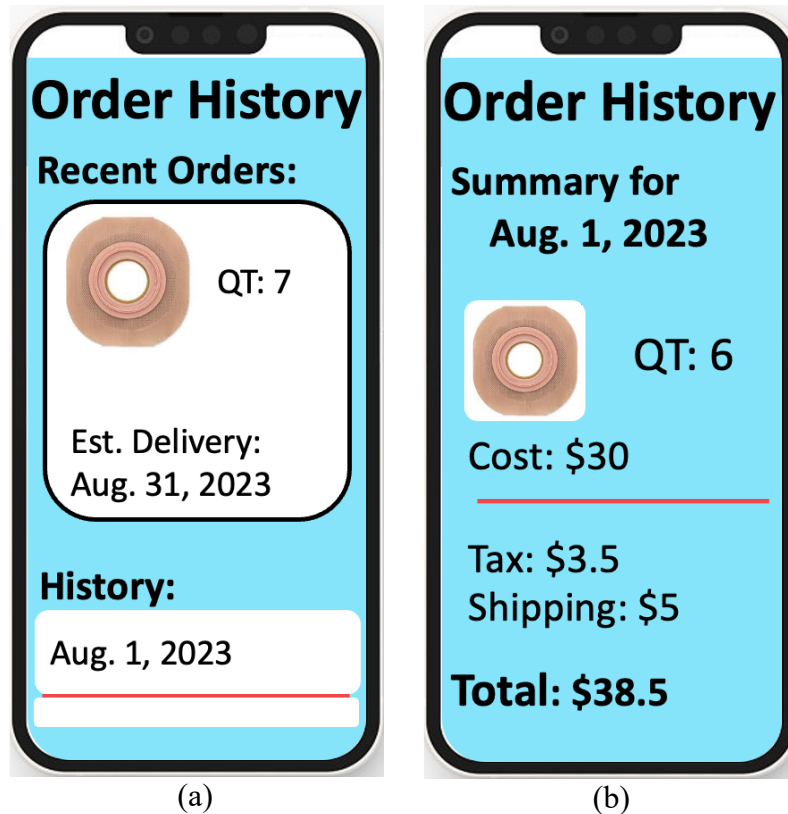 Order History
Recent Orders:
QT: 7
Est. Delivery:
Aug. 31, 2023
History:
Aug. 1, 2023
(a)
Order History
Summary for
Aug. 1, 2023
QT: 6
Cost: $30
Tax: $3.5
Shipping: $5
Total: $38.5
(b)